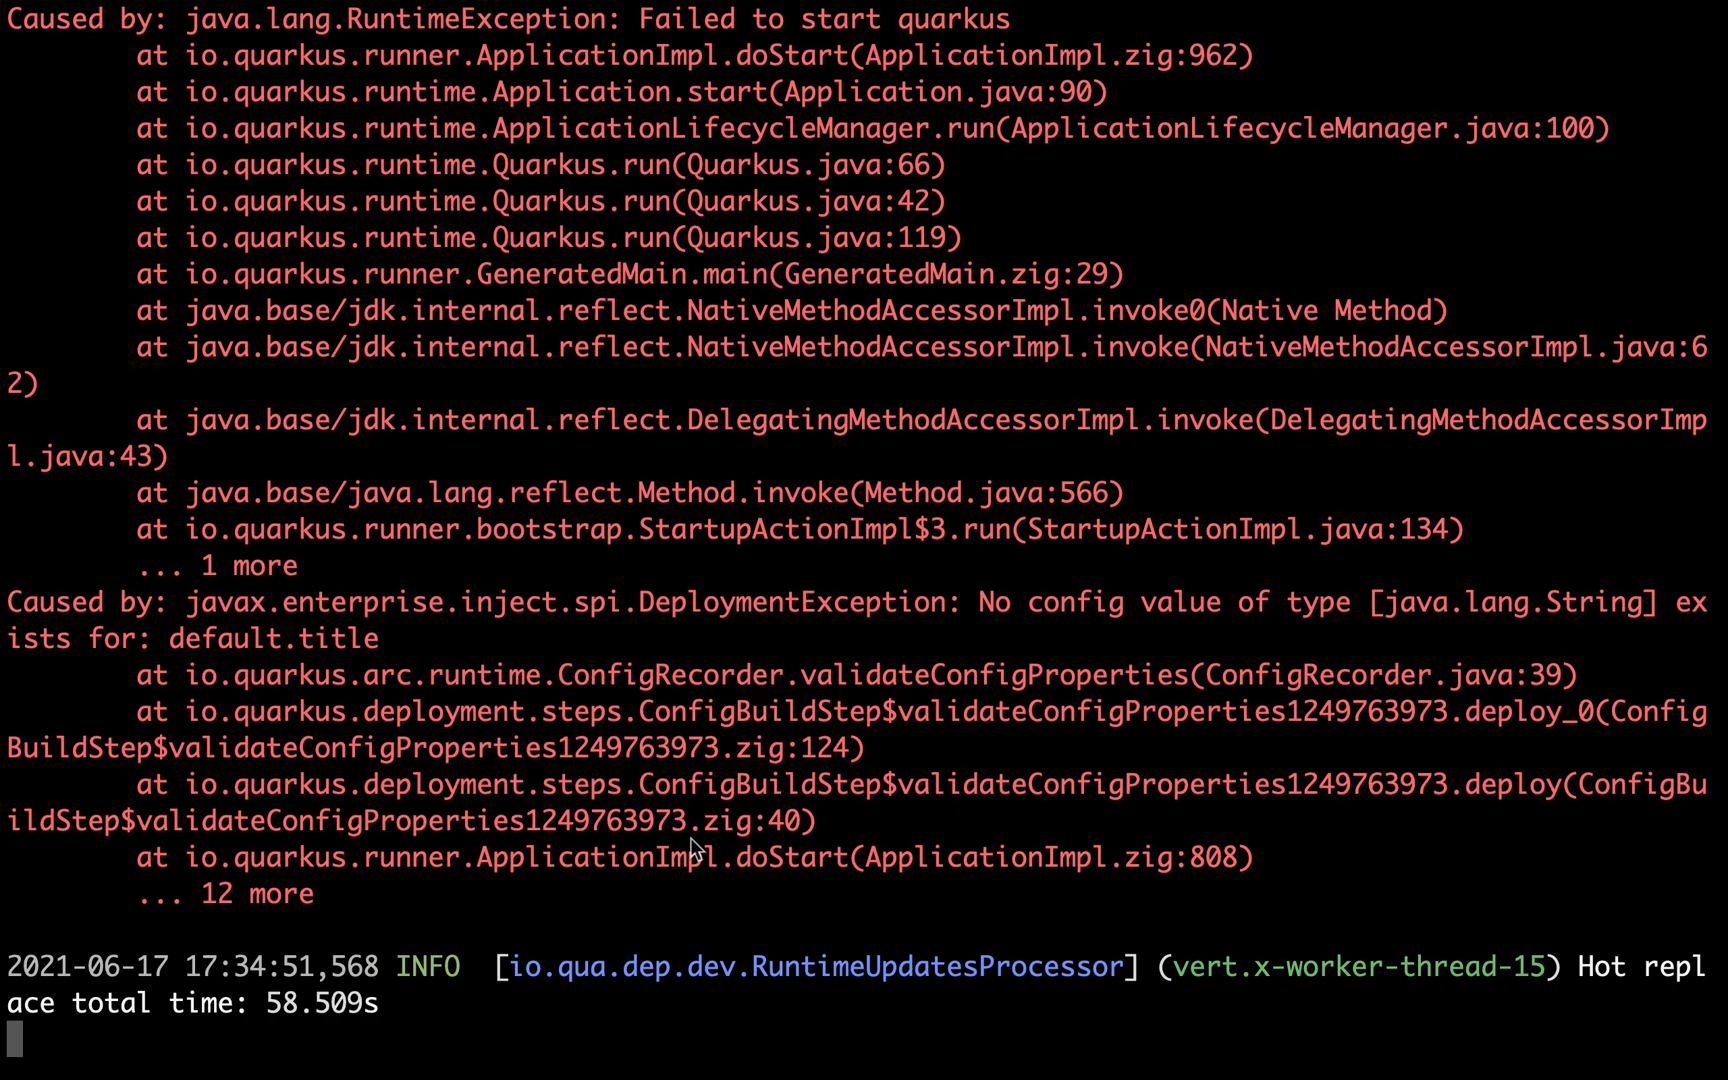 Caused by: java.lang.RuntimeException: Failed to start quarkus
at io.quarkus.runner.ApplicationImpl.doStart(ApplicationImpl.zig:962)
at io.quarkus.runtime.Application.start(Application.java:90)
at io.quarkus.runtime.ApplicationLifecycleManager.run(ApplicationLifecycleManager.java:100)
at io.quarkus.runtime.Quarkus.run(Quarkus.java:66)
at io.quarkus.runtime.Quarkus.run(Quarkus.java:42)
at io.quarkus.runtime.Quarkus.run(Quarkus.java:119)
at io.quarkus.runner.GeneratedMain.main(GeneratedMain.zig:29)
at java.base/jdk.internal.reflect.NativeMethodAccessorImpl.invoke0(Native Method)
at java.base/jdk.internal.reflect.NativeMethodAccessorImpl.invoke(NativeMethodAccessorImpl.java:6
2)
at java.base/jdk.internal.reflect.DelegatingMethodAccessorImpl.invoke(DelegatingMethodAccessorImp
l.java:43)
at java.base/java.lang.reflect.Method.invoke(Method.java:566)
at io.quarkus.runner.bootstrap.StartupActionImpl$3.run(StartupActionImpl.java:134)
... 1 more
Caused by: javax.enterprise.inject.spi.DeploymentException: No config value of type [java.lang.String] ex
ists for: default.title
at io.quarkus.arc.runtime.ConfigRecorder.validateConfigProperties(ConfigRecorder.java:39)
at io.quarkus.deployment.steps.ConfigBuildStep$validateConfigProperties1249763973.deploy_0(Config
BuildStep$validateConfigProperties1249763973.zig:124)
at io.quarkus.deployment.steps.ConfigBuildStep$validateConfigProperties1249763973.deploy(ConfigBu
ildStep$validateConfigProperties1249763973.zig:40)
at io.quarkus.runner.ApplicationImpl.doStart(ApplicationImpl.zig:808)
... 12 more
2021-06-17 17:34:51,568 INFO  [io.qua.dep.dev.RuntimeUpdatesProcessor] (vert.x-worker-thread-15) Hot repl
ace total time: 58.509s